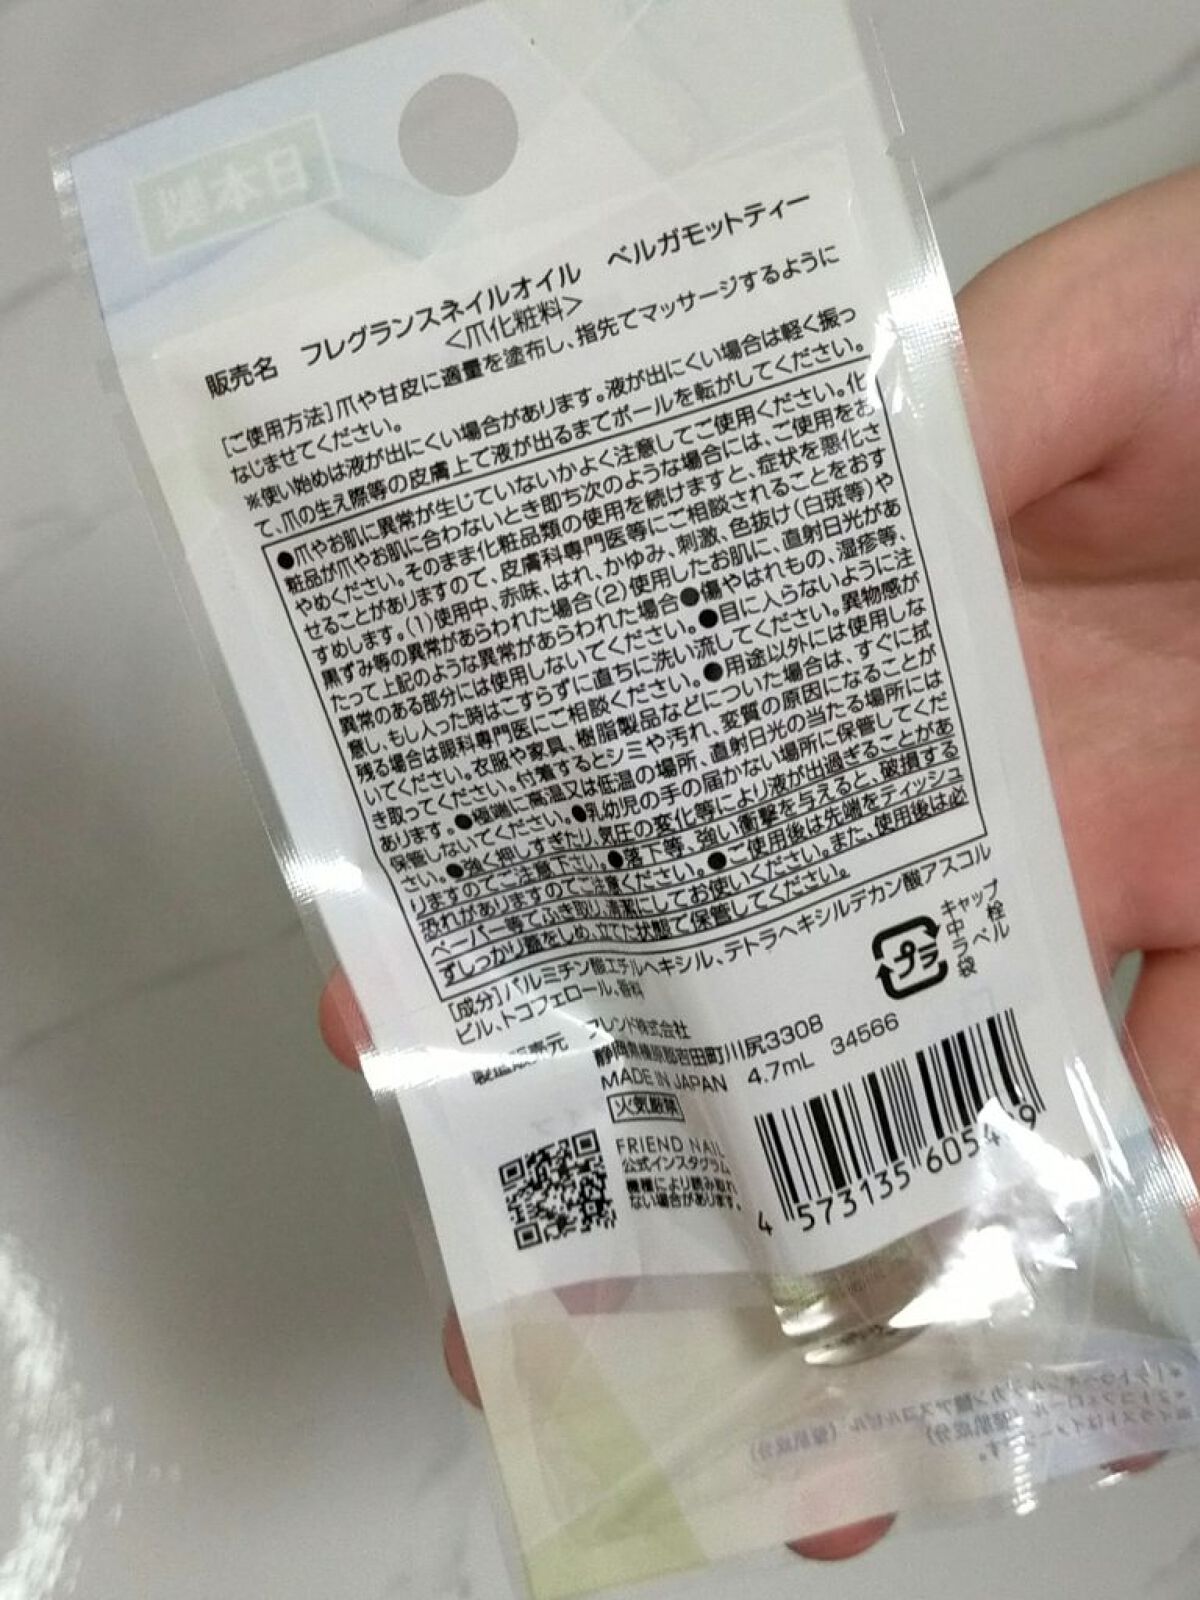 日本製
販売名 フレグランスネイルオイル ベルガモットティー
<爪化粧料>
[ご使用方法]爪や甘皮に適量を塗布し、指先でマッサージするように
なじませてください。
※使い始めは液が出にくい場合があります。液が出にくい場合は軽く振っ
て、爪の生え際等の皮膚上で液が出るまでボールを転がしてください。
●爪やお肌に異常が生じていないかよく注意してご使用ください。化
粧品が爪やお肌に合わないとき即ち次のような場合には、ご使用をお
やめください。そのまま化粧品類の使用を続けますと、症状を悪化さ
せることがありますので、皮膚科専門医等にご相談されることをおす
すめします。(1)使用中、赤味、はれ、かゆみ、刺激、色抜け(白斑等)や
黒ずみ等の異常があらわれた場合(2)使用したお肌に、直射日光があ
たって上記のような異常があらわれた場合●傷やはれもの、湿疹等、
異常のある部分には使用しないでください。●目に入らないように注
意し、もし入った時はこすらずに直ちに洗い流してください。異物感が
残る場合は眼科専門医にご相談ください。●用途以外には使用しな
いでください。衣服や家具、樹脂製品などについた場合は、すぐに拭
き取ってください。付着するとシミや汚れ、変質の原因になることが
あります。●極端に高温又は低温の場所、直射日光の当たる場所には
保管しないでください。●乳幼児の手の届かない場所に保管してくだ
さい。●強く押しすぎたり、気圧の変化等により液が出過ぎることがあ
りますのでご注意下さい。●落下等、強い衝撃を与えると、破損する
恐れがありますのでご注意ください。●ご使用後は先端をティッシュ
ペーパー等でふき取り、清潔にしてお使いください。また、使用後は必
ずしっかり蓋をしめ、立てた状態で保管してください。
[成分]パルミチン酸エチルヘキシル、テトラヘキシルデカン酸アスコル
ビル、トコフェロール、香料
プラ
キャップ
中 栓
ラベル
袋
製造販売元 フレンド株式会社
静岡県榛原郡吉田町川尻3308
MADE IN JAPAN 4.7mL 34566
火気厳禁
FRIEND NAIL
公式インスタグラム
機種により読み取れ
ない場合があります。
4 573135 605